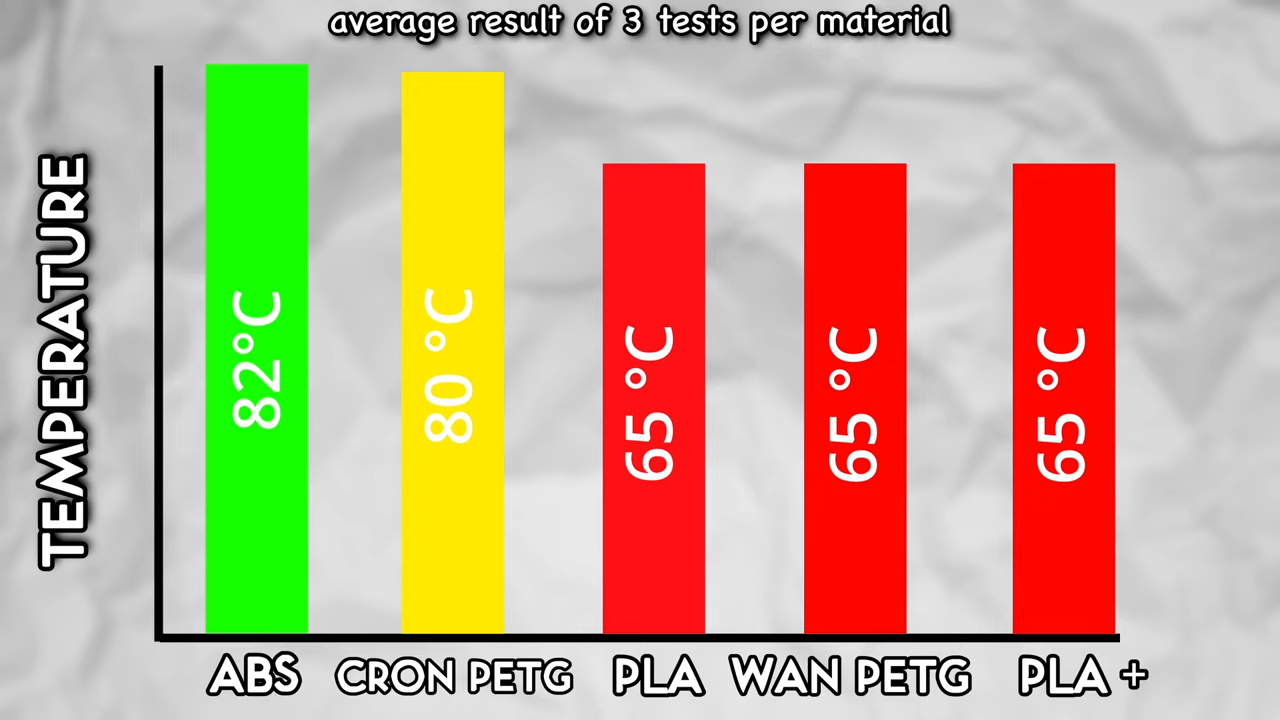 average result of 3 tests per material
TEMPERATURE
82°C
80 °C
65 °C
65 °C
65 °C
ABS
CRON PETG
PLA
WAN PETG
PLA +